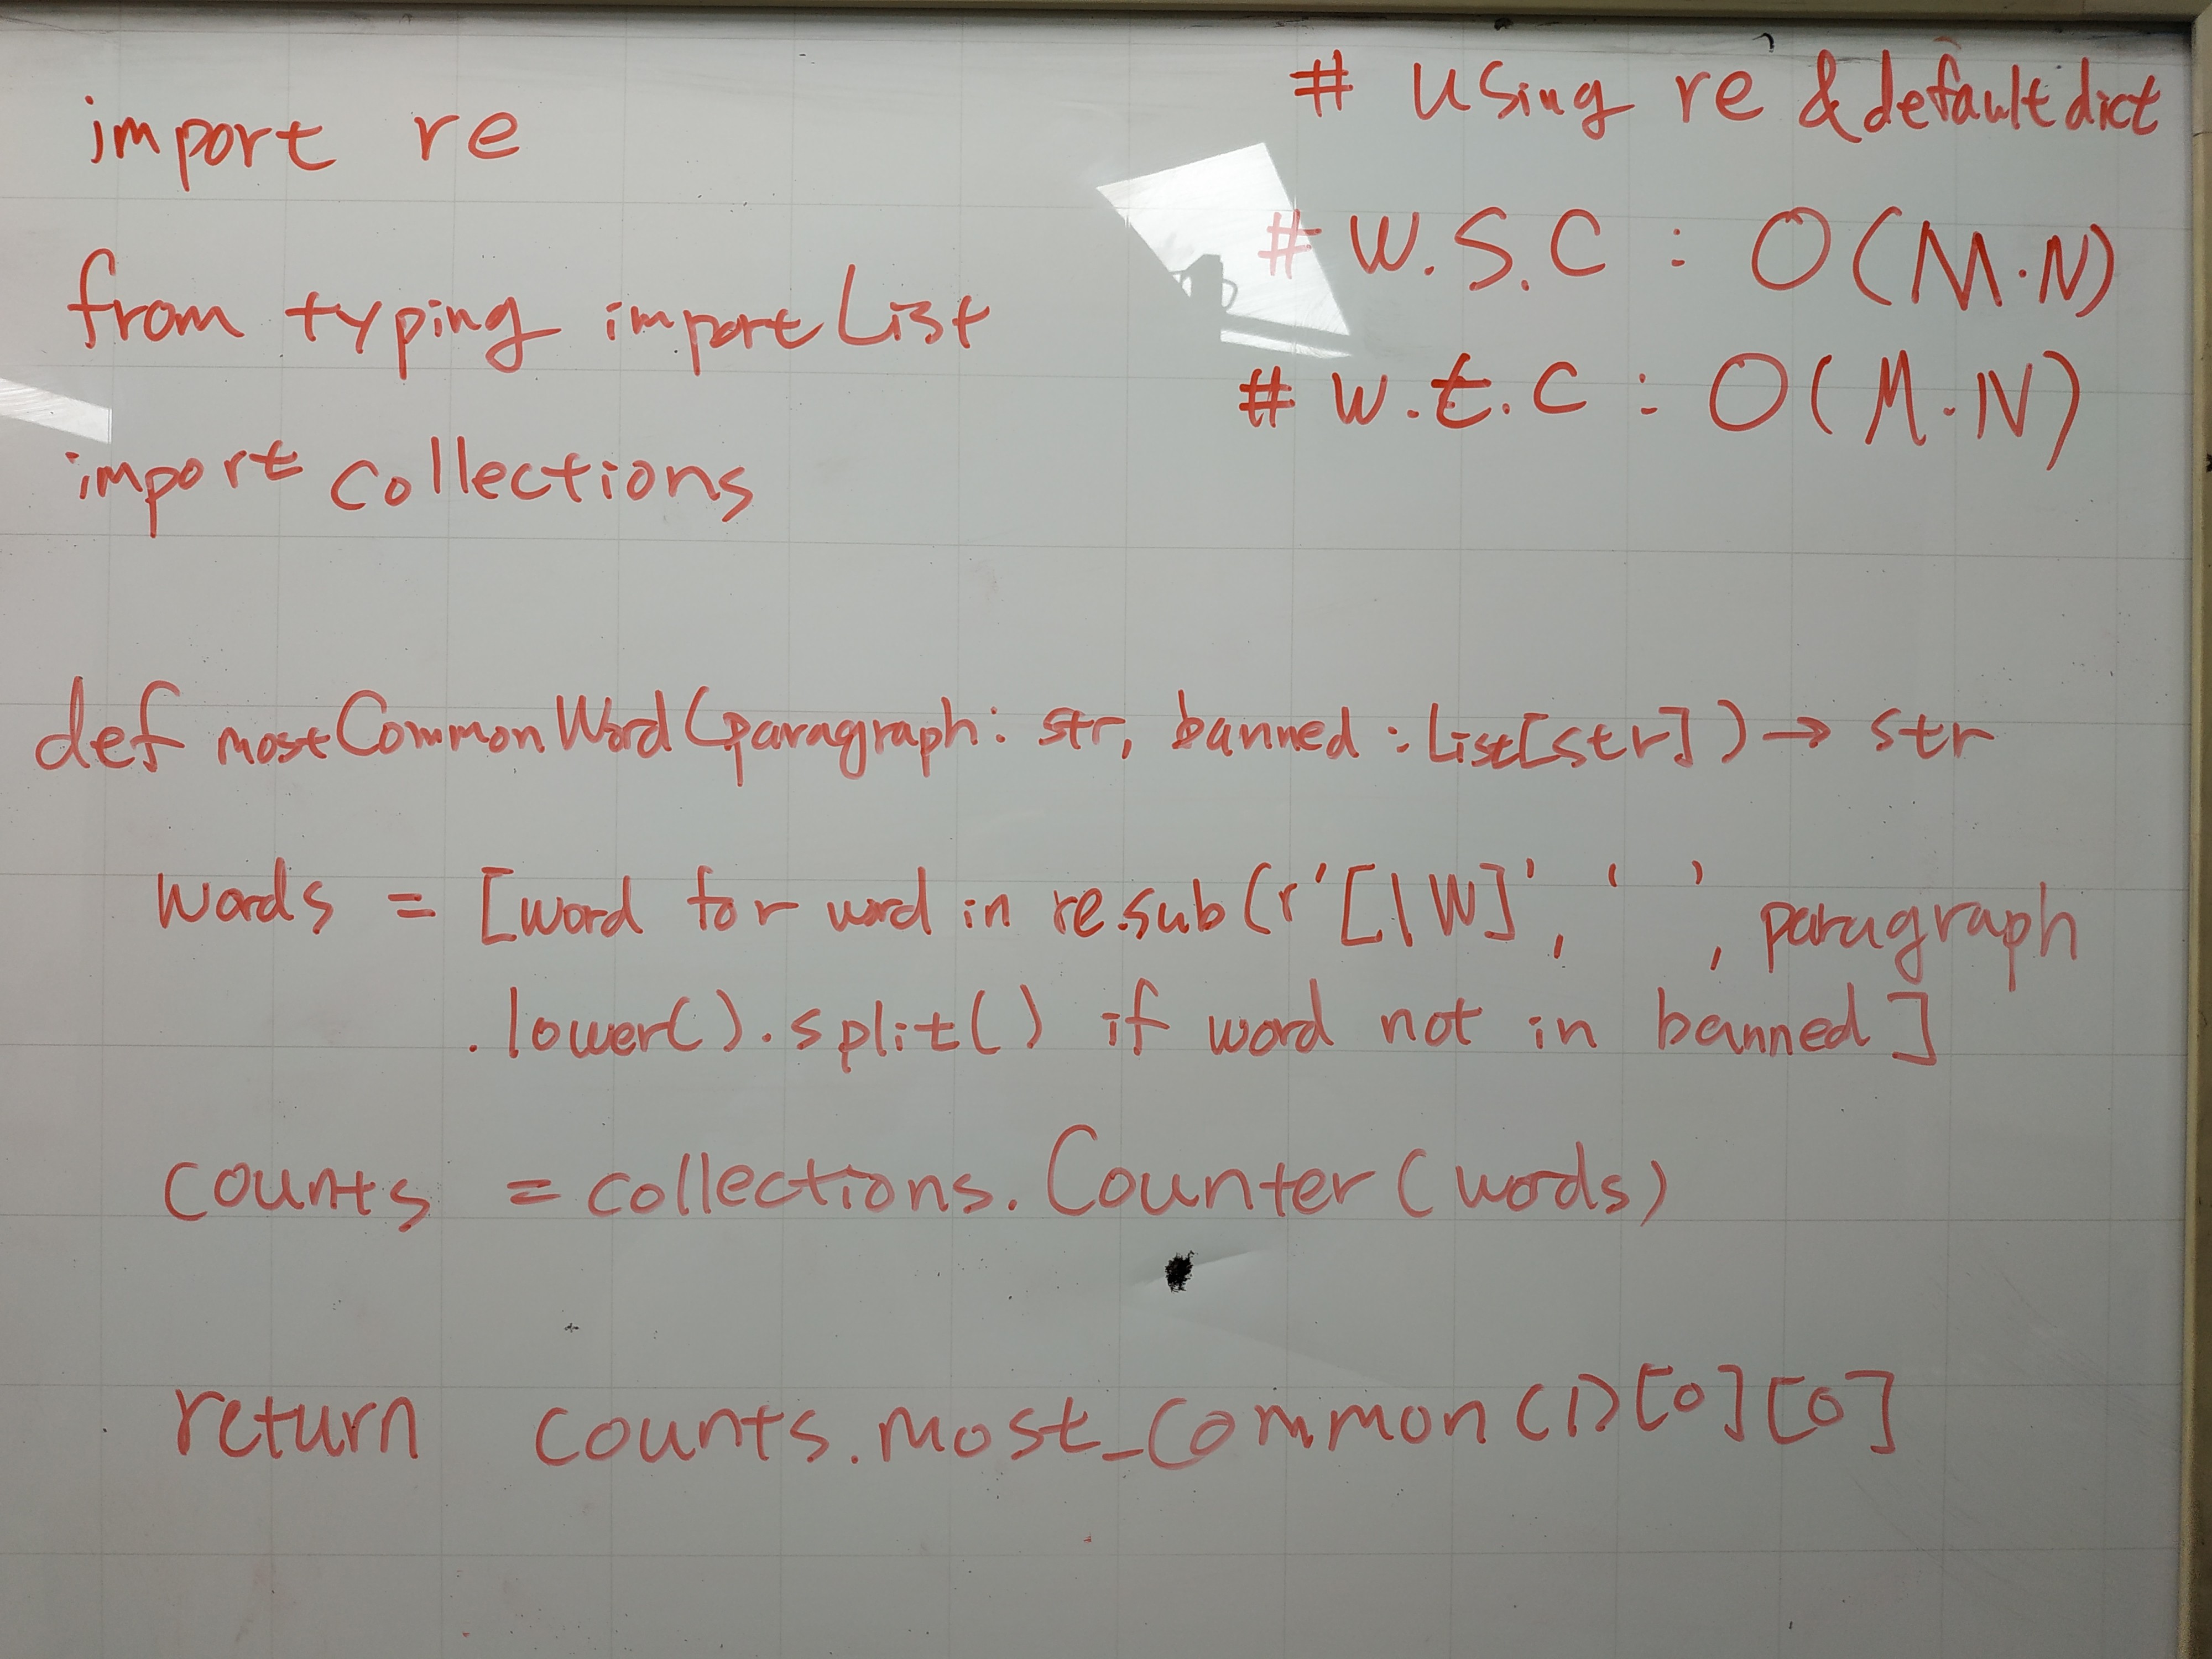 import re
# using re & defaultdict
# W.S.C : O(M·N)
from typing import List
# W.t.C : O(M·N)
import collections
def mostCommonWord(paragraph: str, banned : List[str]) → str
words = [word for word in re.sub(r'[\W]', ' ', paragraph
.lower().split() if word not in banned]
counts = collections.Counter(words)
return counts.most_common(1)[0][0]